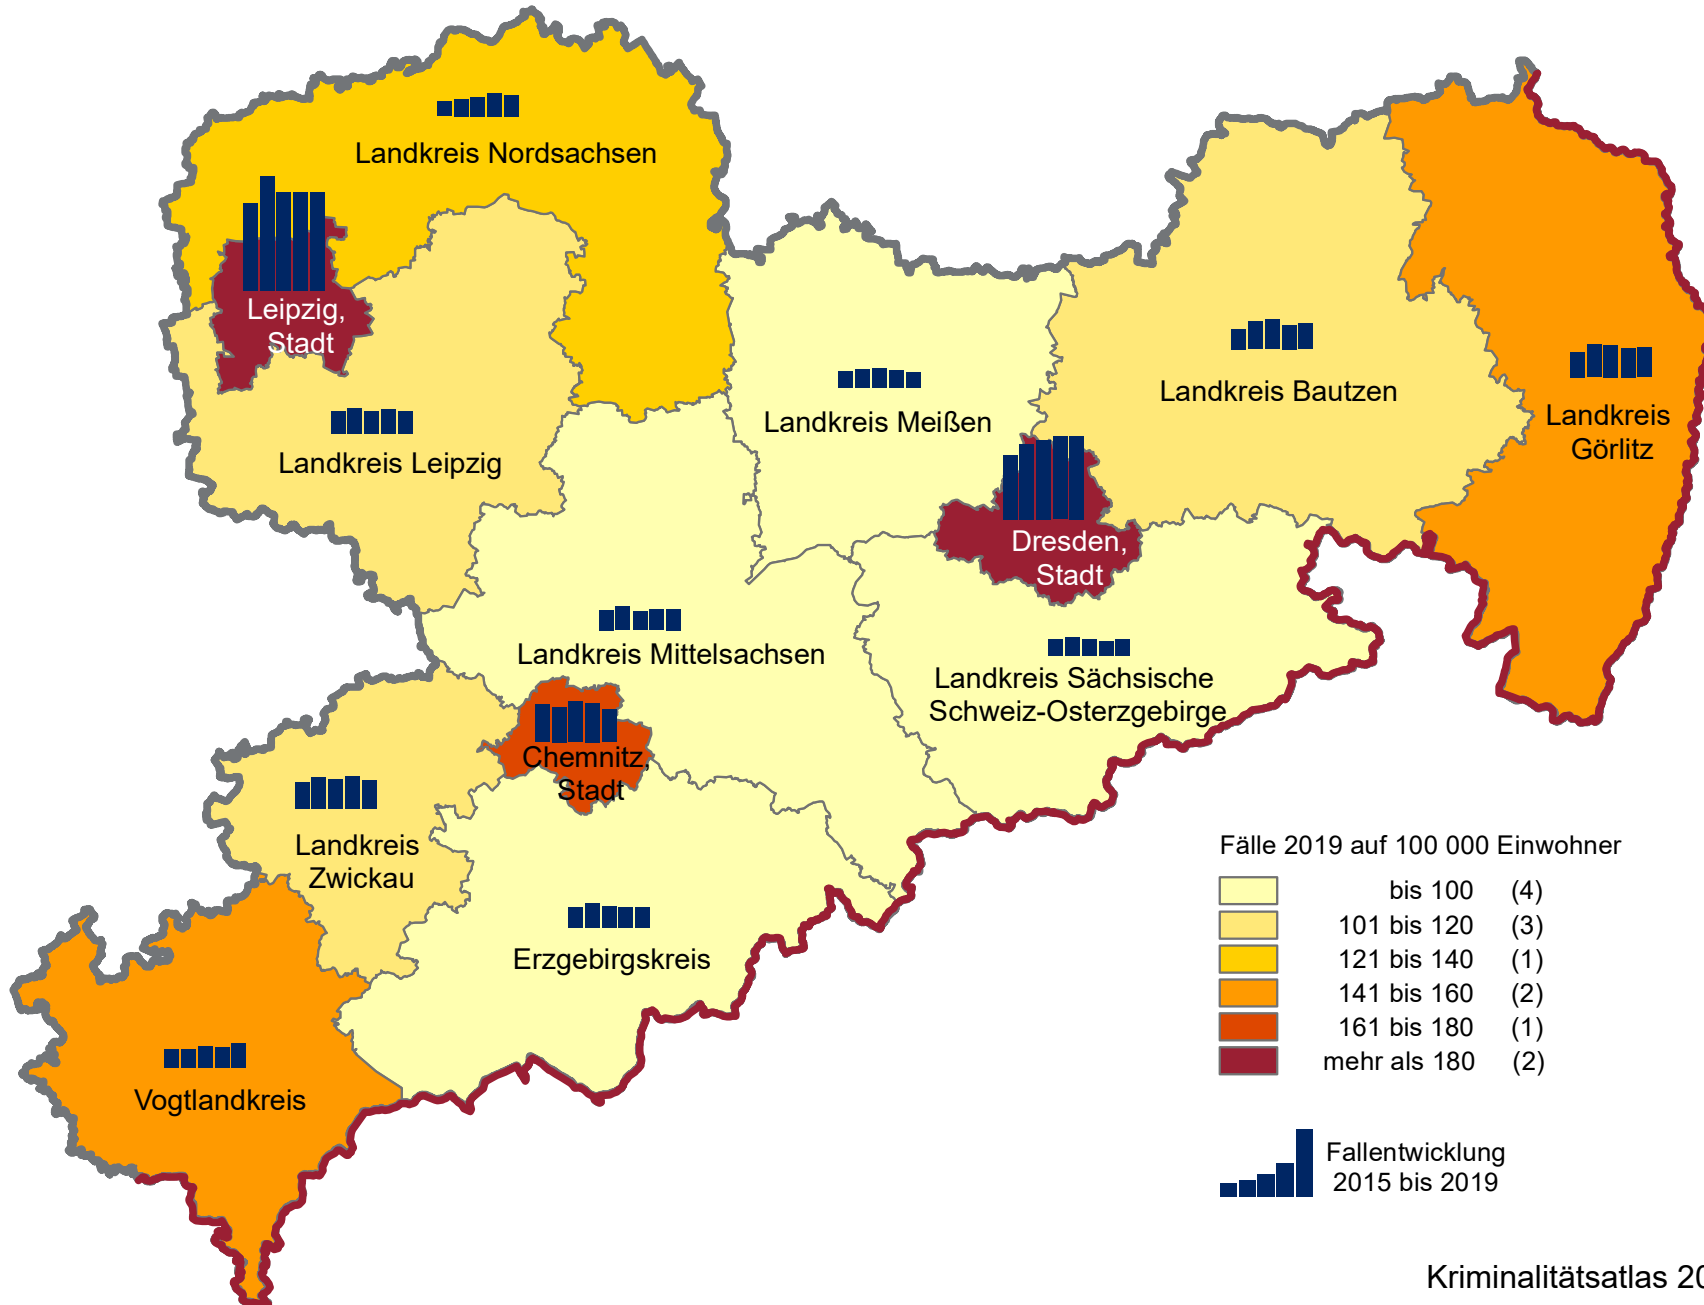 Landkreis Nordsachsen
Leipzig,
Stadt
Landkreis Leipzig
Landkreis Meißen
Landkreis Bautzen
Landkreis
Görlitz
Dresden,
Stadt
Landkreis Mittelsachsen
Landkreis Sächsische
Schweiz-Osterzgebirge
Chemnitz,
Stadt
Landkreis
Zwickau
Erzgebirgskreis
Vogtlandkreis
Fälle 2019 auf 100 000 Einwohner
bis 100 (4)
101 bis 120 (3)
121 bis 140 (1)
141 bis 160 (2)
161 bis 180 (1)
mehr als 180 (2)
Fallentwicklung
2015 bis 2019
Kriminalitätsatlas 20